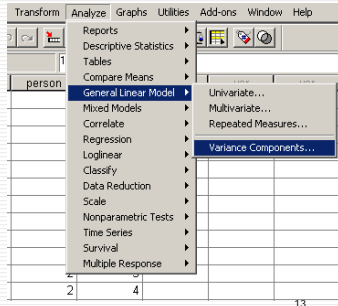 Transform Analyze Graphs Utilities Add-ons Window Help
person
Reports
Descriptive Statistics
Tables
Compare Means
General Linear Model
Mixed Models
Correlate
Regression
Loglinear
Classify
Data Reduction
Scale
Nonparametric Tests
Time Series
Survival
Multiple Response
Univariate...
Multivariate...
Repeated Measures...
Variance Components...
2 4
13